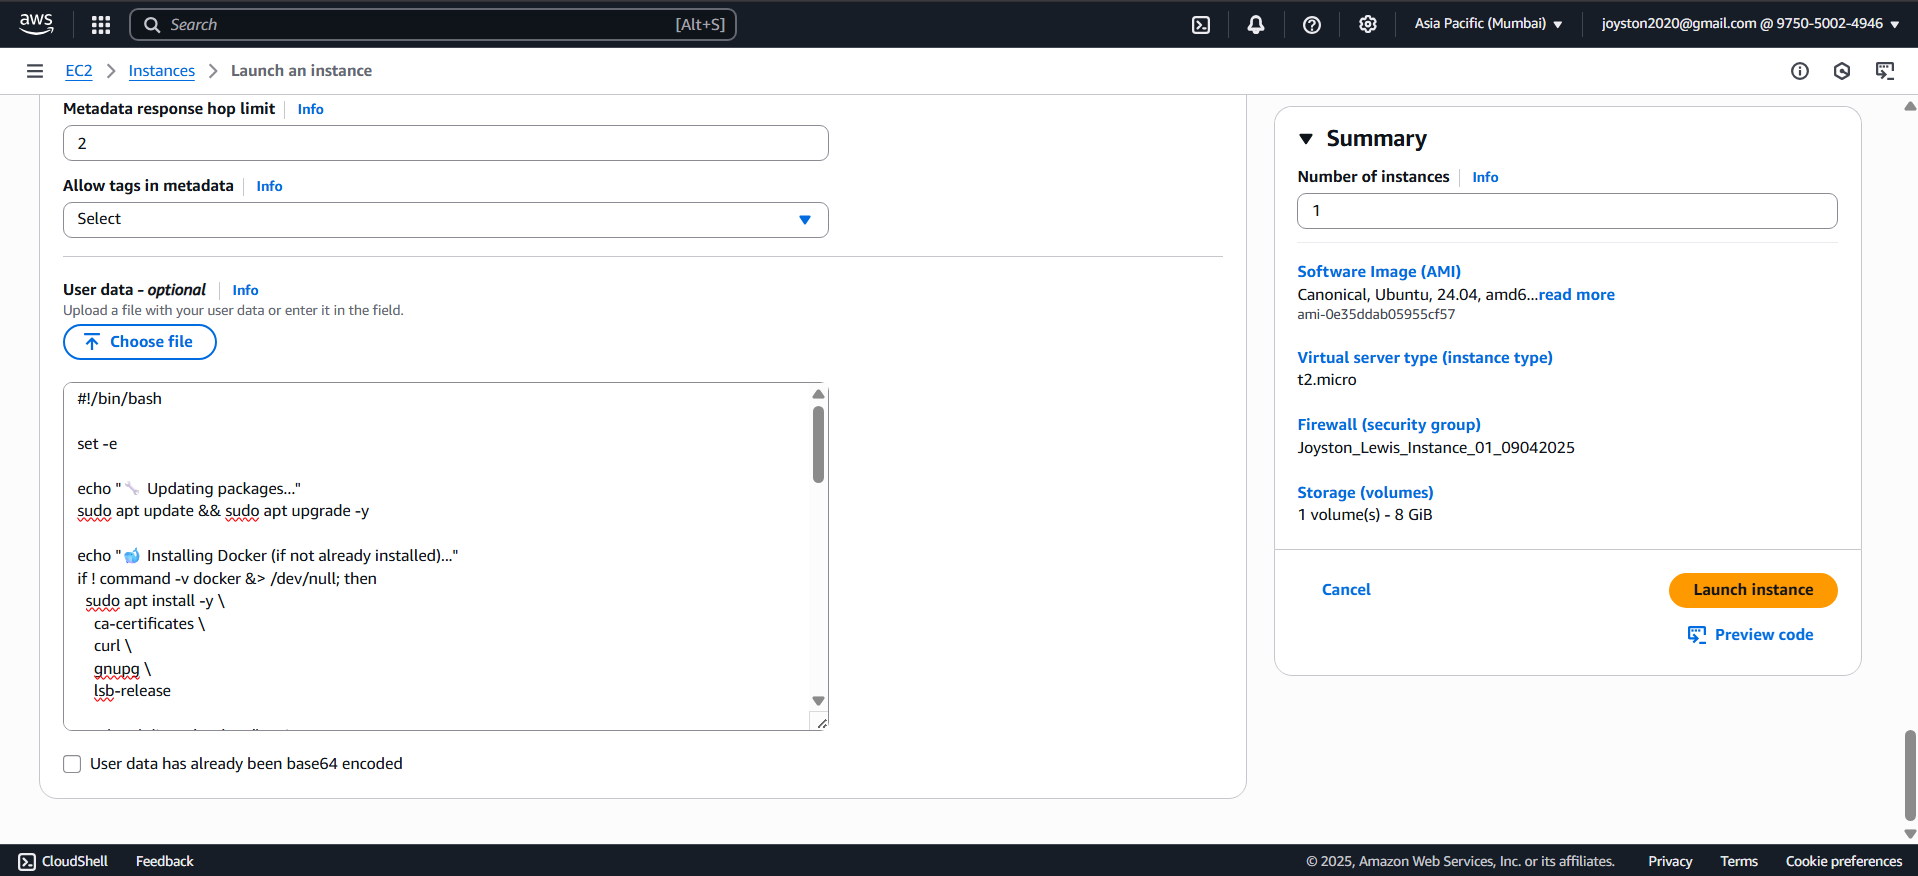 aws
Search
[Alt+S]
Asia Pacific (Mumbai)
joyston2020@gmail.com @ 9750-5002-4946
EC2
Instances
Launch an instance
Metadata response hop limit
Info
2
Allow tags in metadata
Info
Select
User data - optional
Info
Upload a file with your user data or enter it in the field.
Choose file
#!/bin/bash
set -e
echo "🔧 Updating packages..."
sudo apt update && sudo apt upgrade -y
echo "🐳 Installing Docker (if not already installed)..."
if ! command -v docker &> /dev/null; then
sudo apt install -y \
ca-certificates \
curl \
gnupg \
lsb-release
User data has already been base64 encoded
Summary
Number of instances
Info
1
Software Image (AMI)
Canonical, Ubuntu, 24.04, amd6...read more
ami-0e35ddab05955cf57
Virtual server type (instance type)
t2.micro
Firewall (security group)
Joyston_Lewis_Instance_01_09042025
Storage (volumes)
1 volume(s) - 8 GiB
Cancel
Launch instance
Preview code
CloudShell
Feedback
© 2025, Amazon Web Services, Inc. or its affiliates.
Privacy
Terms
Cookie preferences